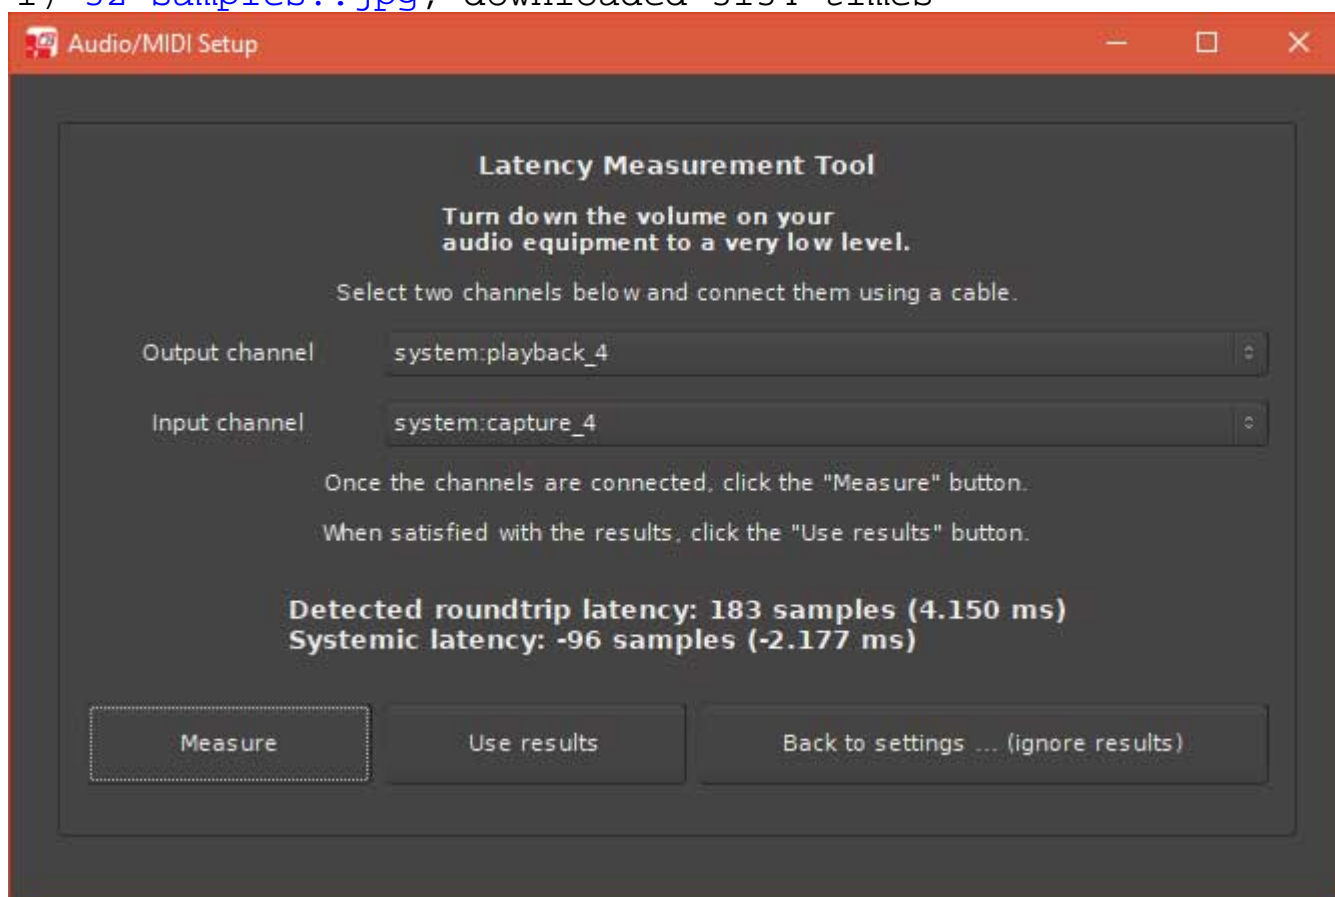 Audio/MIDI Setup
Latency Measurement Tool
Turn down the volume on your
audio equipment to a very low level.
Select two channels below and connect them using a cable.
Output channel system:playback_4
Input channel system:capture_4
Once the channels are connected, click the "Measure" button.
When satisfied with the results, click the "Use results" button.
Detected roundtrip latency: 183 samples (4.150 ms)
Systemic latency: -96 samples (-2.177 ms)
Measure Use results Back to settings ... (ignore results)